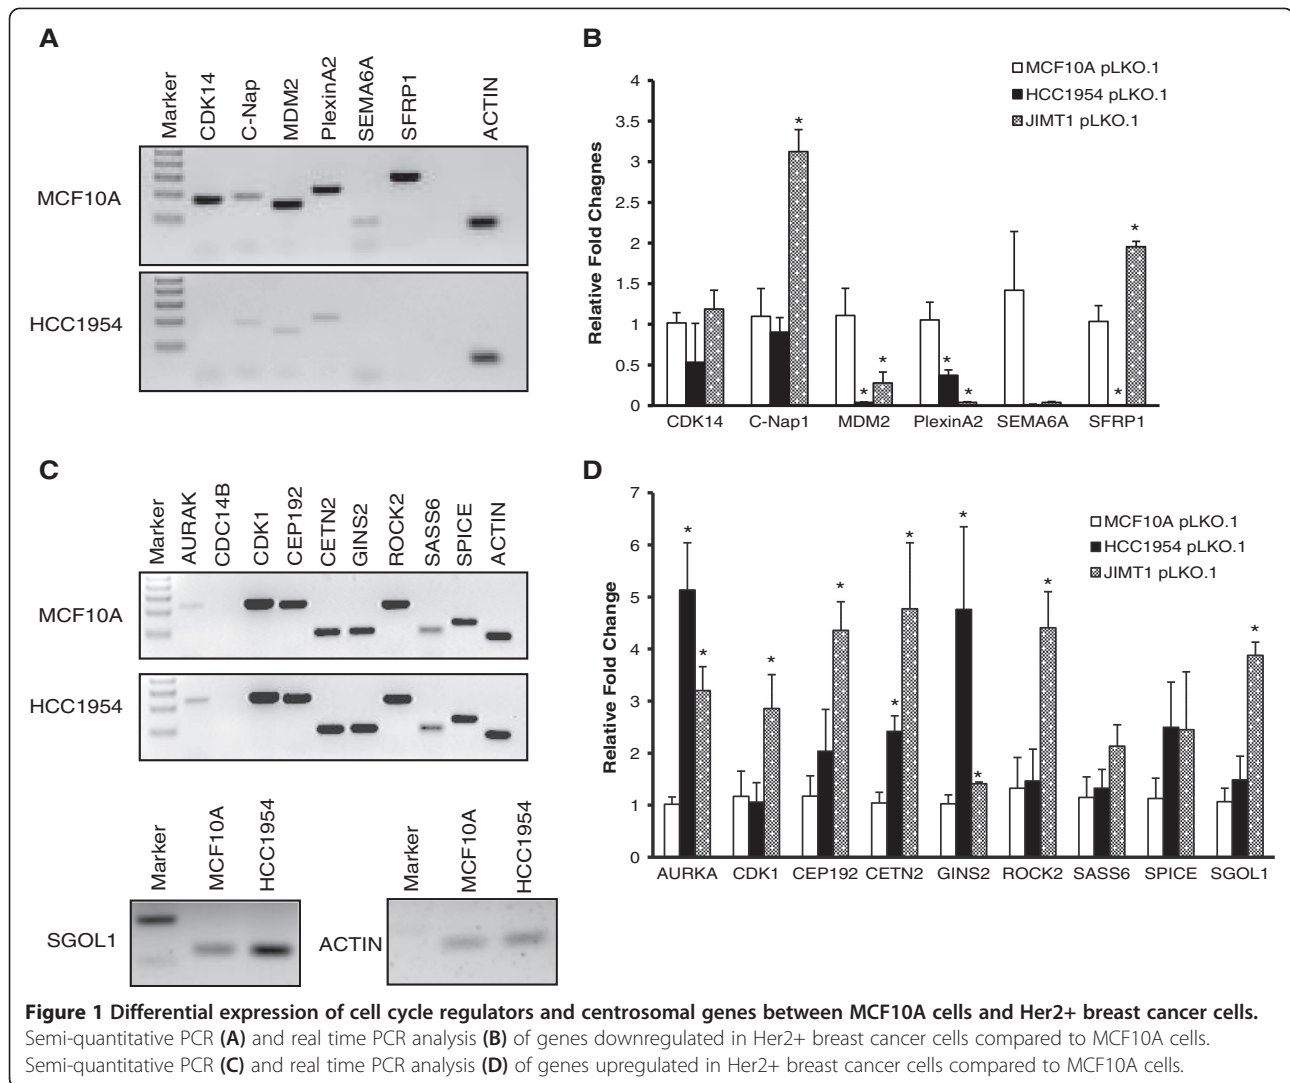 A
Marker
CDK14
C-Nap
MDM2
PlexinA2
SEMA6A
SFRP1
ACTIN
MCF10A
HCC1954
B
MCF10A pLKO.1
HCC1954 pLKO.1
JIMT1 pLKO.1
Relative Fold Chagnes
4
3.5
3
2.5
2
1.5
1
0.5
0
* * * * * * *
CDK14 C-Nap1 MDM2 PlexinA2 SEMA6A SFRP1
C
Marker
AURAK
CDC14B
CDK1
CEP192
CETN2
GINS2
ROCK2
SASS6
SPICE
ACTIN
MCF10A
HCC1954
Marker
MCF10A
HCC1954
SGOL1
Marker
MCF10A
HCC1954
ACTIN
D
MCF10A pLKO.1
HCC1954 pLKO.1
JIMT1 pLKO.1
Relative Fold Change
7
6
5
4
3
2
1
0
* * * * * * * * * *
AURKA CDK1 CEP192 CETN2 GINS2 ROCK2 SASS6 SPICE SGOL1
Figure 1 Differential expression of cell cycle regulators and centrosomal genes between MCF10A cells and Her2+ breast cancer cells.
Semi-quantitative PCR (A) and real time PCR analysis (B) of genes downregulated in Her2+ breast cancer cells compared to MCF10A cells.
Semi-quantitative PCR (C) and real time PCR analysis (D) of genes upregulated in Her2+ breast cancer cells compared to MCF10A cells.